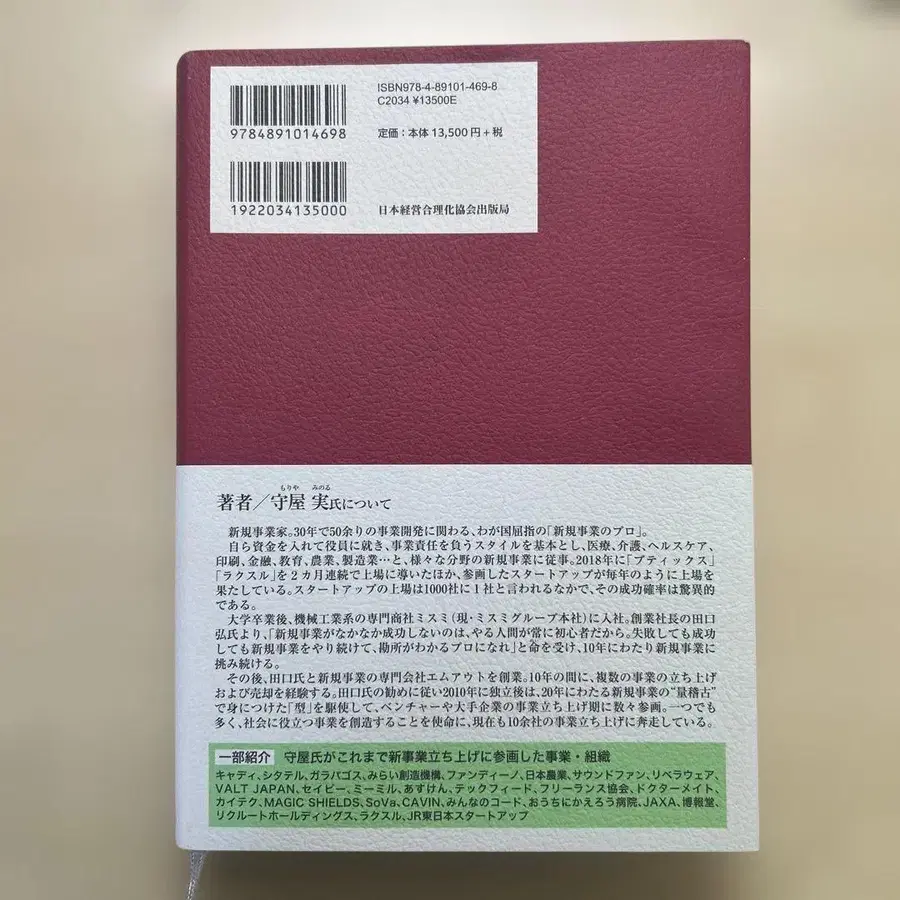 ISBN978-4-89101-469-8
C2034 ¥13500E
9784891014698
定価：本体 13,500円+税
1922034135000
日本経営合理化協会出版局
もりや みのる
著者／守屋 実氏について
新規事業家。30年で50余りの事業開発に関わる、わが国屈指の「新規事業のプロ」。
自ら資金を入れて役員に就き、事業責任を負うスタイルを基本とし、医療、介護、ヘルスケア、
印刷、金融、教育、農業、製造業…と、様々な分野の新規事業に従事。2018年に「ブティックス」
「ラクスル」を2カ月連続で上場に導いたほか、参画したスタートアップが毎年のように上場を
果たしている。スタートアップの上場は1000社に1社と言われるなかで、その成功確率は驚異的
である。
大学卒業後、機械工業系の専門商社ミスミ（現・ミスミグループ本社）に入社。創業社長の田口
弘氏より、「新規事業がなかなか成功しないのは、やる人間が常に初心者だから。失敗しても成功
しても新規事業をやり続けて、勘所がわかるプロになれ」と命を受け、10年にわたり新規事業に
挑み続ける。
その後、田口氏と新規事業の専門会社エムアウトを創業。10年の間に、複数の事業の立ち上げ
および売却を経験する。田口氏の勧めに従い2010年に独立後は、20年にわたる新規事業の“量稽古”
で身につけた「型」を駆使して、ベンチャーや大手企業の事業立ち上げ期に数々参画。一つでも
多く、社会に役立つ事業を創造することを使命に、現在も10余社の事業立ち上げに奔走している。
一部紹介 守屋氏がこれまで新事業立ち上げに参画した事業・組織
キャディ、シタテル、ガラパゴス、みらい創造機構、ファンディーノ、日本農業、サウンドファン、リベラウェア、
VALT JAPAN、セイビー、ミーミル、あすけん、テックフィード、フリーランス協会、ドクターメイト、
カイテク、MAGIC SHIELDS、SoVa、CAVIN、みんなのコード、おうちにかえろう病院、JAXA、博報堂、
リクルートホールディングス、ラクスル、JR東日本スタートアップ